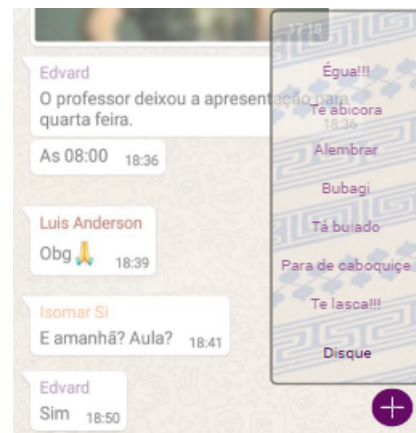 17:18
Edvard
O professor deixou a apresentação para
quarta feira.
18:36
As 08:00 18:36
Luis Anderson
Obg🙏 18:39
Isomar Si
E amanhã? Aula? 18:41
Edvard
Sim 18:50
Égua!!!
Te abicora
Alembrar
Bubagi
Tá buiado
Para de caboquiçe
Te lasca!!!
Disque